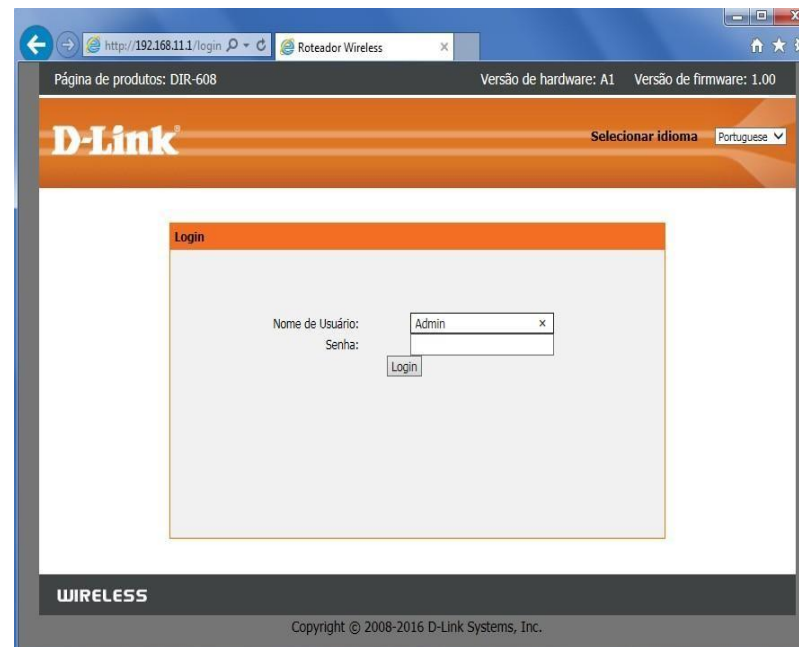 http://192.168.11.1/login
Roteador Wireless
Página de produtos: DIR-608
Versão de hardware: A1
Versão de firmware: 1.00
D-Link
Selecionar idioma
Portuguese
Login
Nome de Usuário:
Admin
Senha:
Login
WIRELESS
Copyright © 2008-2016 D-Link Systems, Inc.